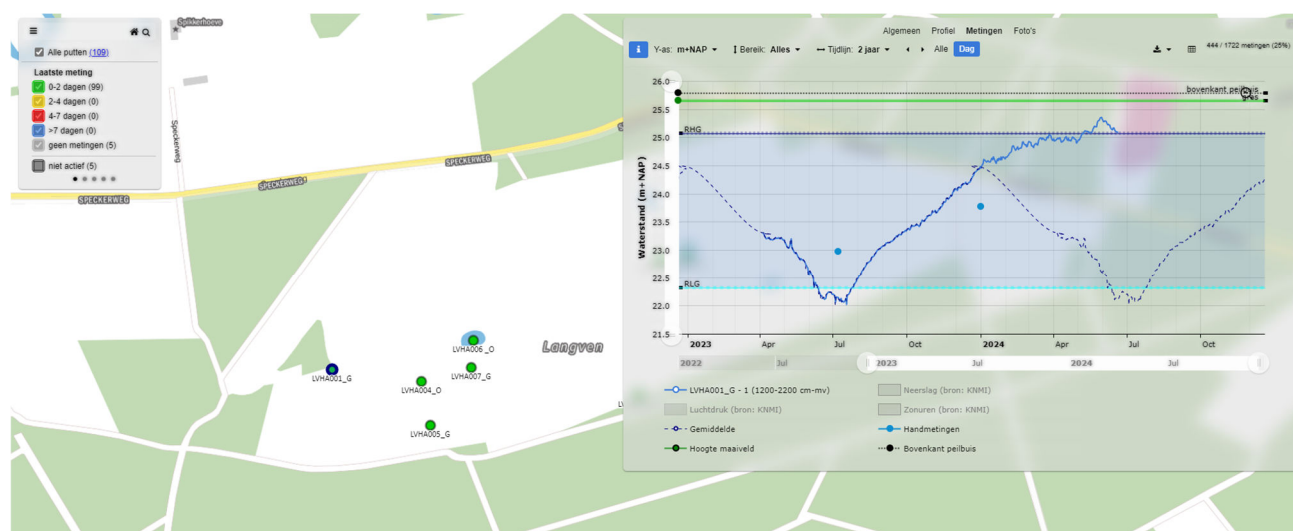 Spikkerhoeve
Alle putten (109)
Laatste meting
0-2 dagen (99)
2-4 dagen (0)
4-7 dagen (0)
>7 dagen (0)
geen metingen (5)
niet actief (5)
Speckerweg
SPECKERWEG
SPECKERWEG
Langven
LVHA006_O
LVHA001_G
LVHA007_G
LVHA004_O
LVHA005_G
Algemeen Profiel Metingen Foto's
i Y-as: m+NAP Bereik: Alles Tijdlijn: 2 jaar Alle Dag 444 / 1722 metingen (25%)
Waterstand (m+NAP)
26.0
bovenkant peilbuis
gras
25.5
25.0
RHG
24.5
24.0
23.5
23.0
22.5
RLG
22.0
21.5
2023 Apr Jul Oct 2024 Apr Jul Oct
2022 Jul 2023 Jul 2024 Jul
LVHA001_G - 1 (1200-2200 cm-mv)
Neerslag (bron: KNMI)
Luchtdruk (bron: KNMI)
Zonuren (bron: KNMI)
Gemiddelde
Handmetingen
Hoogte maaiveld
Bovenkant peilbuis